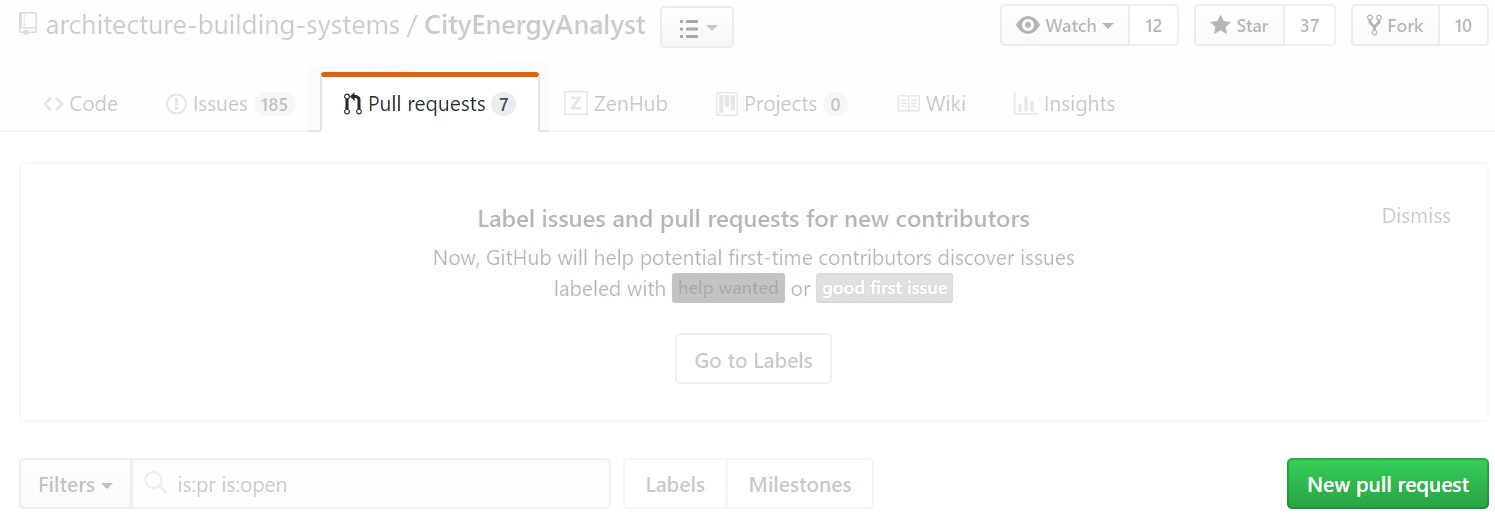 architecture-building-systems / CityEnergyAnalyst Watch 12 Star 37 Fork 10
Code Issues 185 Pull requests 7 ZenHub Projects 0 Wiki Insights
Label issues and pull requests for new contributors
Dismiss
Now, GitHub will help potential first-time contributors discover issues
labeled with help wanted or good first issue
Go to Labels
Filters is:pr is:open Labels Milestones New pull request